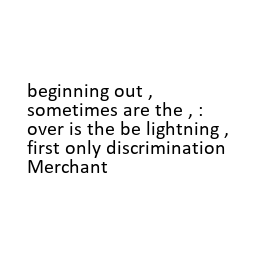 beginning out ,
sometimes are the , :
over is the be lightning ,
first only discrimination
Merchant